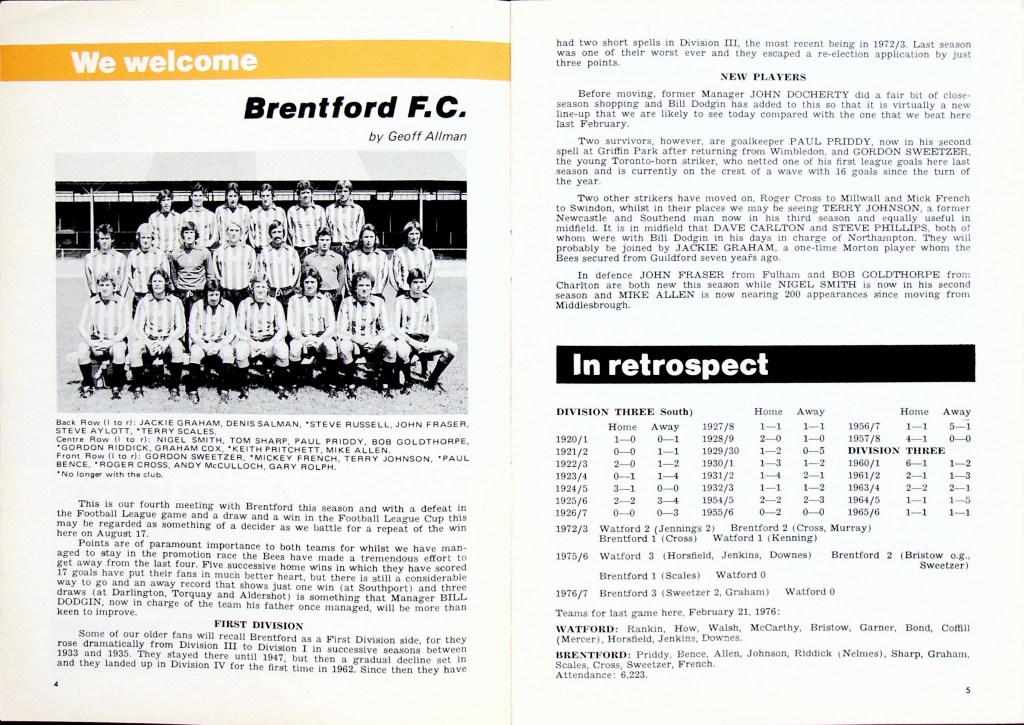 We welcome
Brentford F.C.
by Geoff Allman
Back Row (l to r): JACKIE GRAHAM, DENIS SALMAN, *STEVE RUSSELL, JOHN FRASER,
STEVE AYLOTT, *TERRY SCALES.
Centre Row (l to r): NIGEL SMITH, TOM SHARP, PAUL PRIDDY, BOB GOLDTHORPE,
*GORDON RIDDICK, GRAHAM COX, *KEITH PRITCHETT, MIKE ALLEN.
Front Row (l to r): GORDON SWEETZER, *MICKEY FRENCH, TERRY JOHNSON, *PAUL
BENCE, *ROGER CROSS, ANDY McCULLOCH, GARY ROLPH.
*No longer with the club.
This is our fourth meeting with Brentford this season and with a defeat in
the Football League game and a draw and a win in the Football League Cup this
may be regarded as something of a decider as we battle for a repeat of the win
here on August 17.
Points are of paramount importance to both teams for whilst we have man-
aged to stay in the promotion race the Bees have made a tremendous effort to
get away from the last four. Five successive home wins in which they have scored
17 goals have put their fans in much better heart, but there is still a considerable
way to go and an away record that shows just one win (at Southport) and three
draws (at Darlington, Torquay and Aldershot) is something that Manager BILL
DODGIN, now in charge of the team his father once managed, will be more than
keen to improve.
FIRST DIVISION
Some of our older fans will recall Brentford as a First Division side, for they
rose dramatically from Division III to Division I in successive seasons between
1933 and 1935. They stayed there until 1947, but then a gradual decline set in
and they landed up in Division IV for the first time in 1962. Since then they have
4
had two short spells in Division III, the most recent being in 1972/3. Last season
was one of their worst ever and they escaped a re-election application by just
three points.
NEW PLAYERS
Before moving, former Manager JOHN DOCHERTY did a fair bit of close-
season shopping and Bill Dodgin has added to this so that it is virtually a new
line-up that we are likely to see today compared with the one that we beat here
last February.
Two survivors, however, are goalkeeper PAUL PRIDDY, now in his second
spell at Griffin Park after returning from Wimbledon, and GORDON SWEETZER,
the young Toronto-born striker, who netted one of his first league goals here last
season and is currently on the crest of a wave with 16 goals since the turn of
the year.
Two other strikers have moved on, Roger Cross to Millwall and Mick French
to Swindon, whilst in their places we may be seeing TERRY JOHNSON, a former
Newcastle and Southend man now in his third season and equally useful in
midfield. It is in midfield that DAVE CARLTON and STEVE PHILLIPS, both of
whom were with Bill Dodgin in his days in charge of Northampton. They will
probably be joined by JACKIE GRAHAM, a one-time Morton player whom the
Bees secured from Guildford seven years ago.
In defence JOHN FRASER from Fulham and BOB GOLDTHORPE from
Charlton are both new this season while NIGEL SMITH is now in his second
season and MIKE ALLEN is now nearing 200 appearances since moving from
Middlesbrough.
In retrospect
DIVISION THREE South)
Home Away
1920/1 1—0 0—1
1921/2 0—0 1—1
1922/3 2—0 1—2
1923/4 0—1 1—4
1924/5 3—1 0—0
1925/6 2—2 3—4
1926/7 0—0 0—3
Home Away
1927/8 1—1 1—1
1928/9 2—0 1—0
1929/30 1—2 0—5
1930/1 1—3 1—2
1931/2 1—4 2—1
1932/3 1—1 1—2
1954/5 2—2 2—3
1955/6 0—2 0—0
Home Away
1956/7 1—1 5—1
1957/8 4—1 0—0
DIVISION THREE
1960/1 6—1 1—2
1961/2 2—1 1—3
1963/4 2—2 2—1
1964/5 1—1 1—5
1965/6 1—1 1—1
1972/3 Watford 2 (Jennings 2) Brentford 2 (Cross, Murray)
Brentford 1 (Cross) Watford 1 (Kenning)
1975/6 Watford 3 (Horsfield, Jenkins, Downes) Brentford 2 (Bristow o.g.,
Sweetzer)
Brentford 1 (Scales) Watford 0
1976/7 Brentford 3 (Sweetzer 2, Graham) Watford 0
Teams for last game here, February 21, 1976:
WATFORD: Rankin, How, Walsh, McCarthy, Bristow, Garner, Bond, Coffill
(Mercer), Horsfield, Jenkins, Downes.
BRENTFORD: Priddy, Bence, Allen, Johnson, Riddick (Nelmes), Sharp, Graham,
Scales, Cross, Sweetzer, French.
Attendance: 6,223.
5